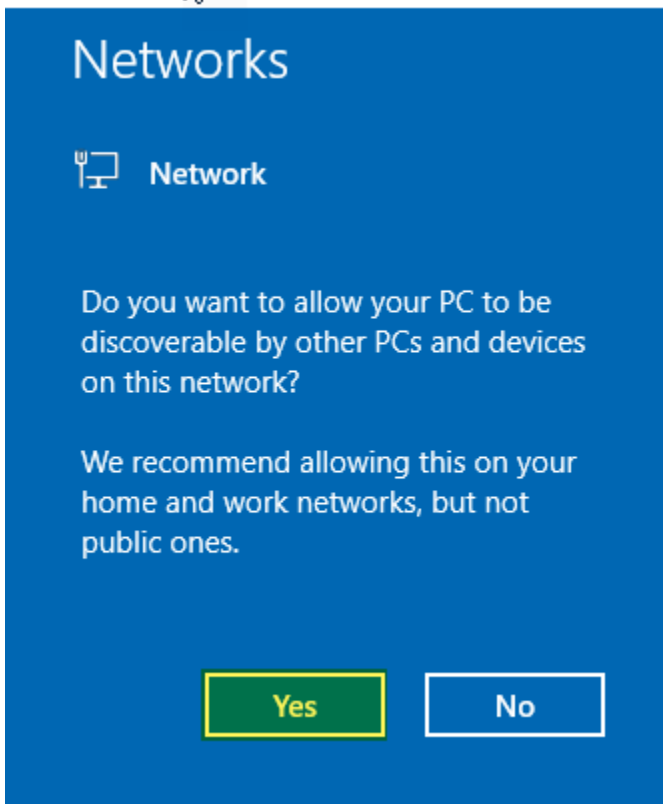 Networks
Network
Do you want to allow your PC to be
discoverable by other PCs and devices
on this network?
We recommend allowing this on your
home and work networks, but not
public ones.
Yes
No